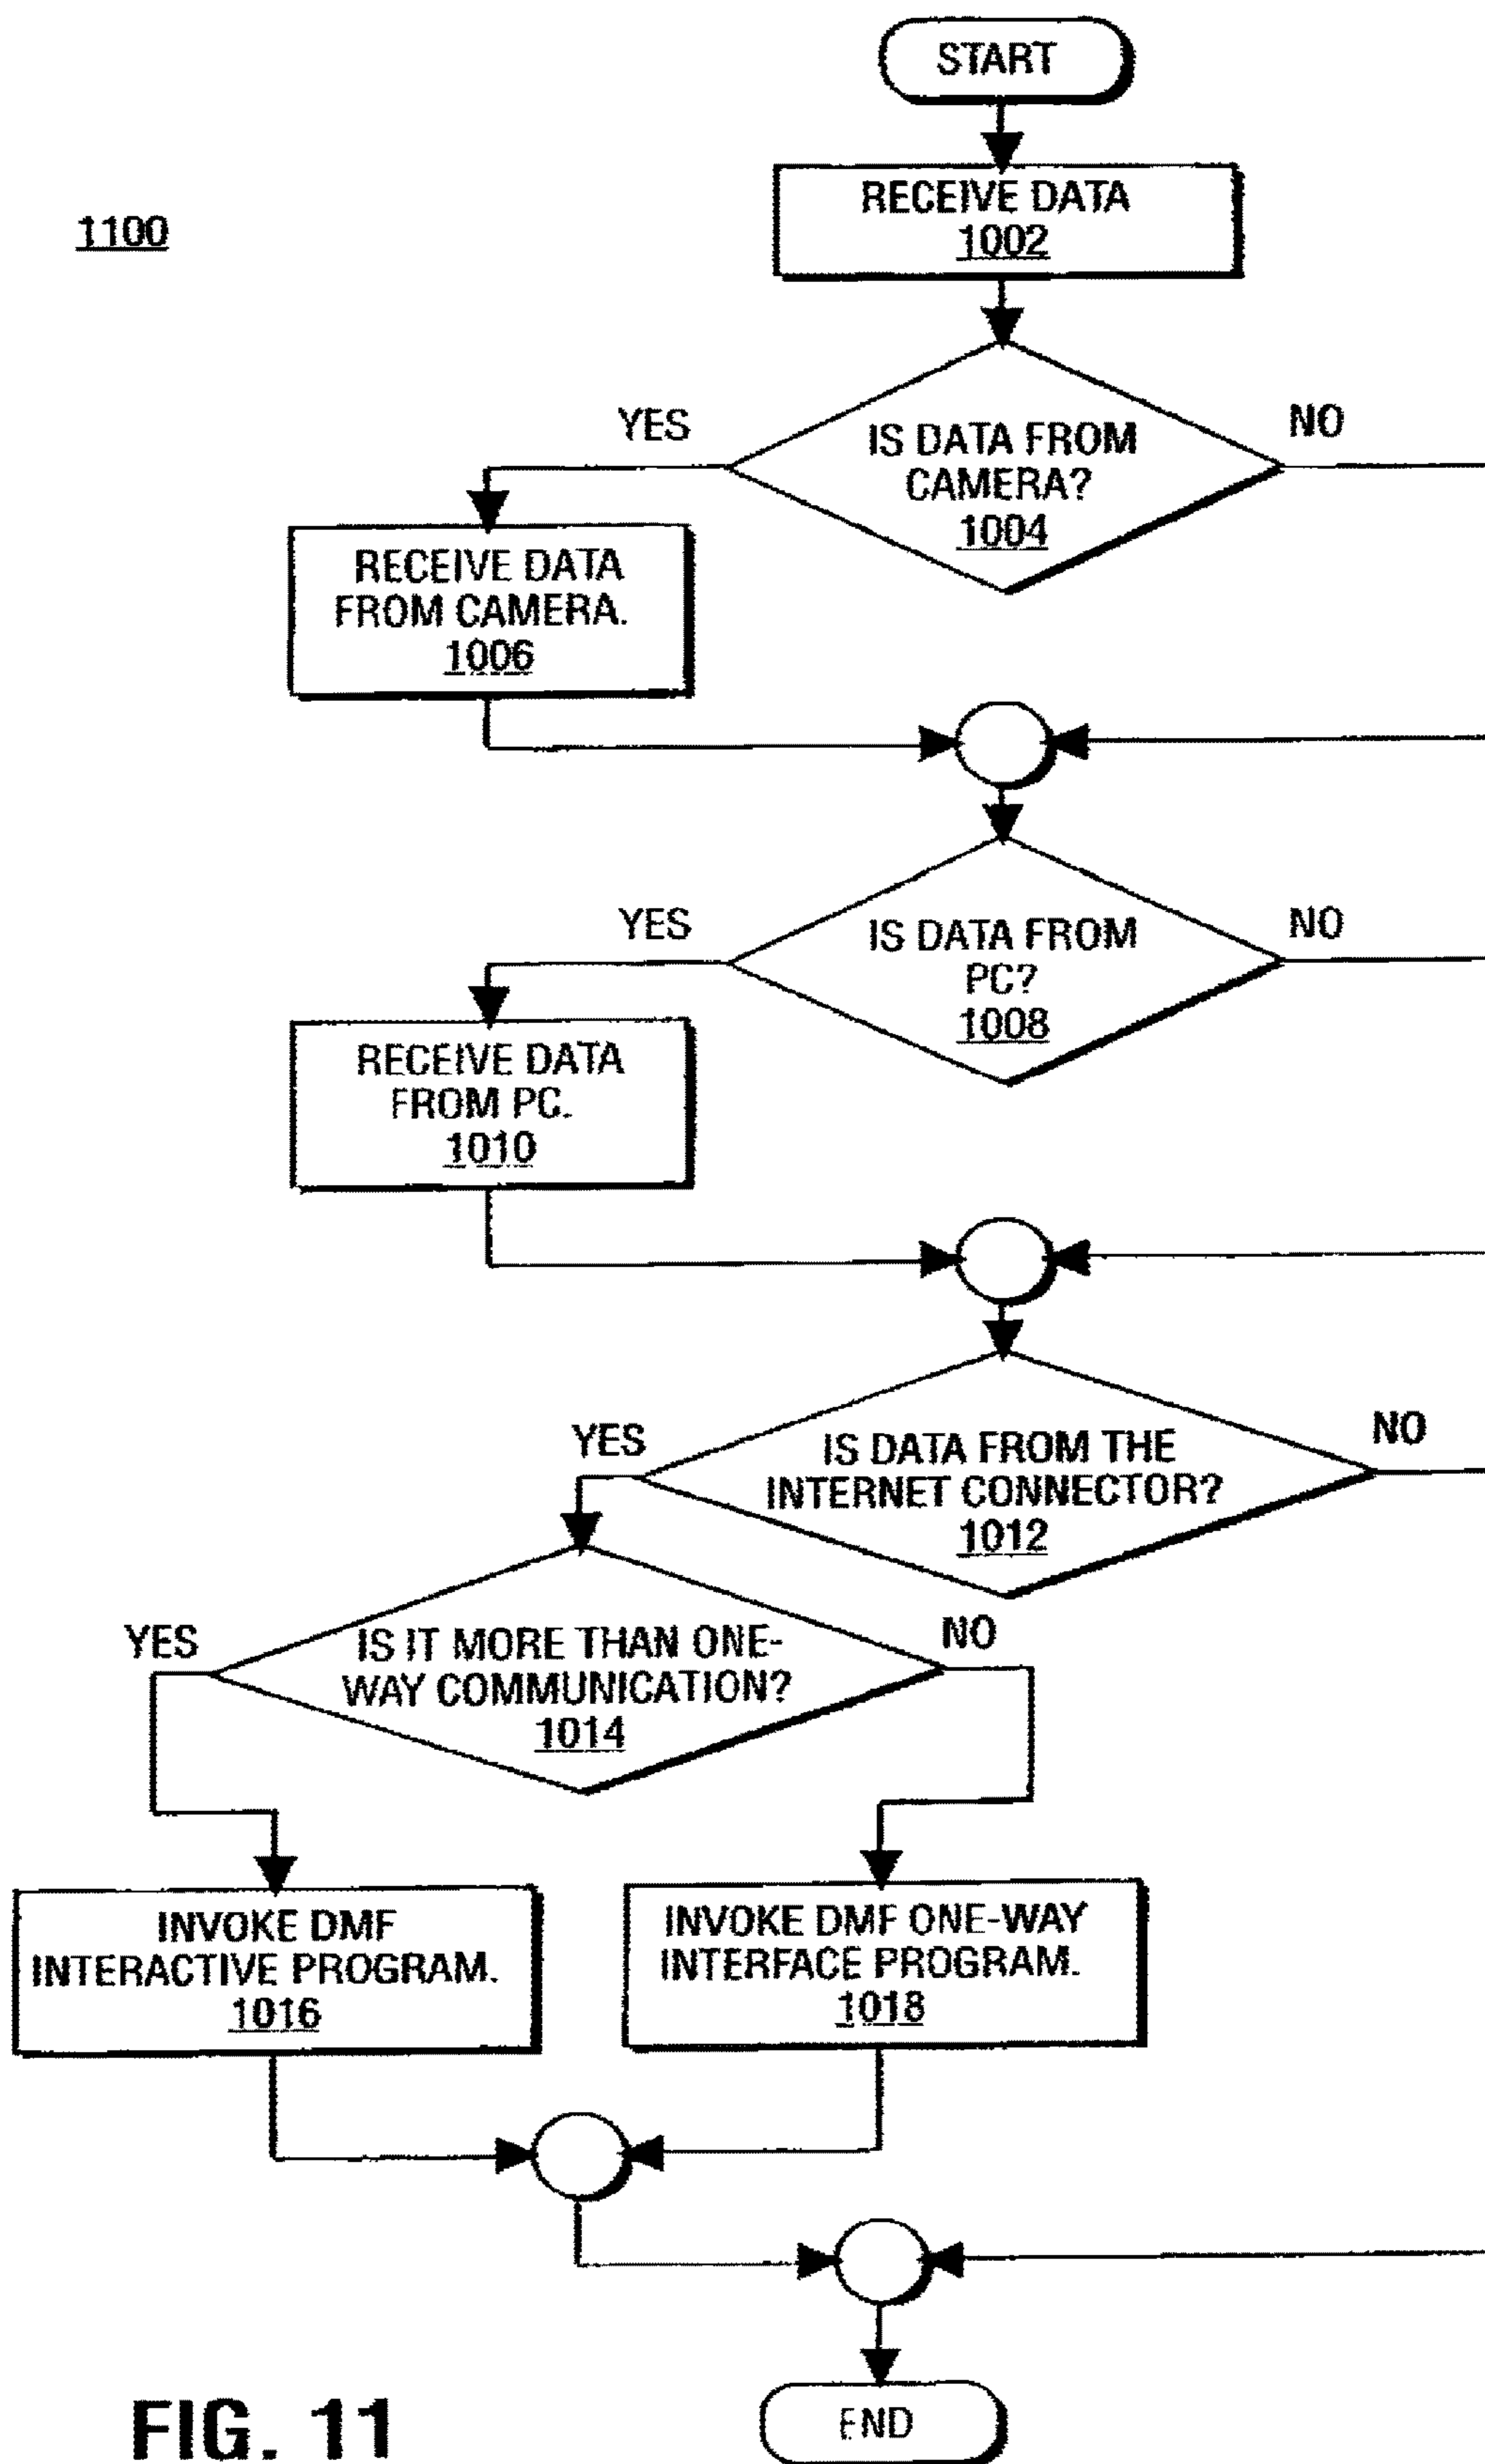 START
RECEIVE DATA
1002
1100
YES
NO
IS DATA FROM
CAMERA?
1004
RECEIVE DATA
FROM CAMERA.
1006
YES
NO
IS DATA FROM
PC?
1008
RECEIVE DATA
FROM PC.
1010
YES
NO
IS DATA FROM THE
INTERNET CONNECTOR?
1012
YES
NO
IS IT MORE THAN ONE-
WAY COMMUNICATION?
1014
INVOKE DMF
INTERACTIVE PROGRAM.
1016
INVOKE DMF ONE-WAY
INTERFACE PROGRAM.
1018
END
FIG. 11